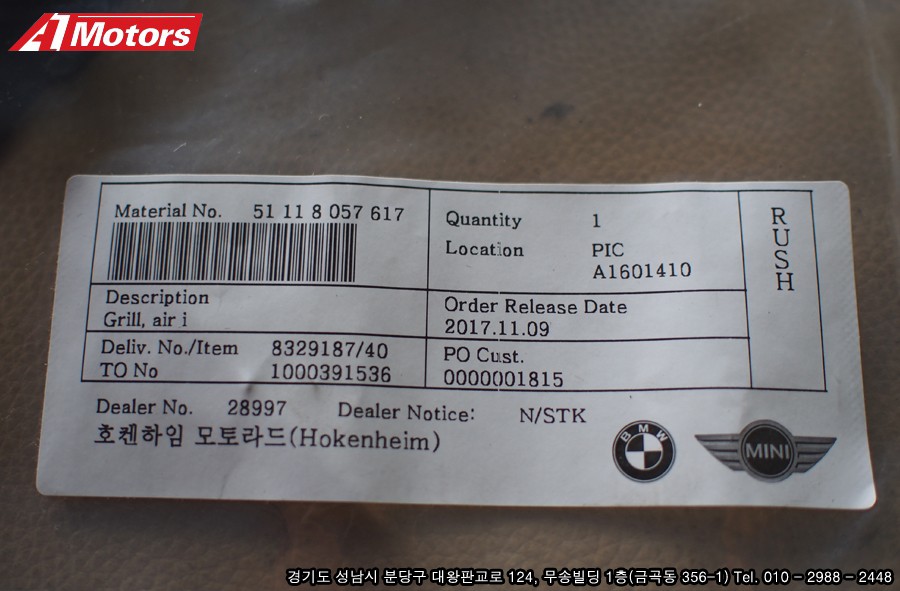 A1 Motors
Material No. 51 11 8 057 617
Quantity 1
Location PIC
A1601410
RUSH
Description
Grill, air i
Order Release Date
2017.11.09
Deliv. No./Item 8329187/40
TO No 1000391536
PO Cust.
0000001815
Dealer No. 28997 Dealer Notice: N/STK
호켄하임 모토라드(Hokenheim)
BMW
MINI
경기도 성남시 분당구 대왕판교로 124, 무송빌딩 1층(금곡동 356-1) Tel. 010 - 2988 - 2448